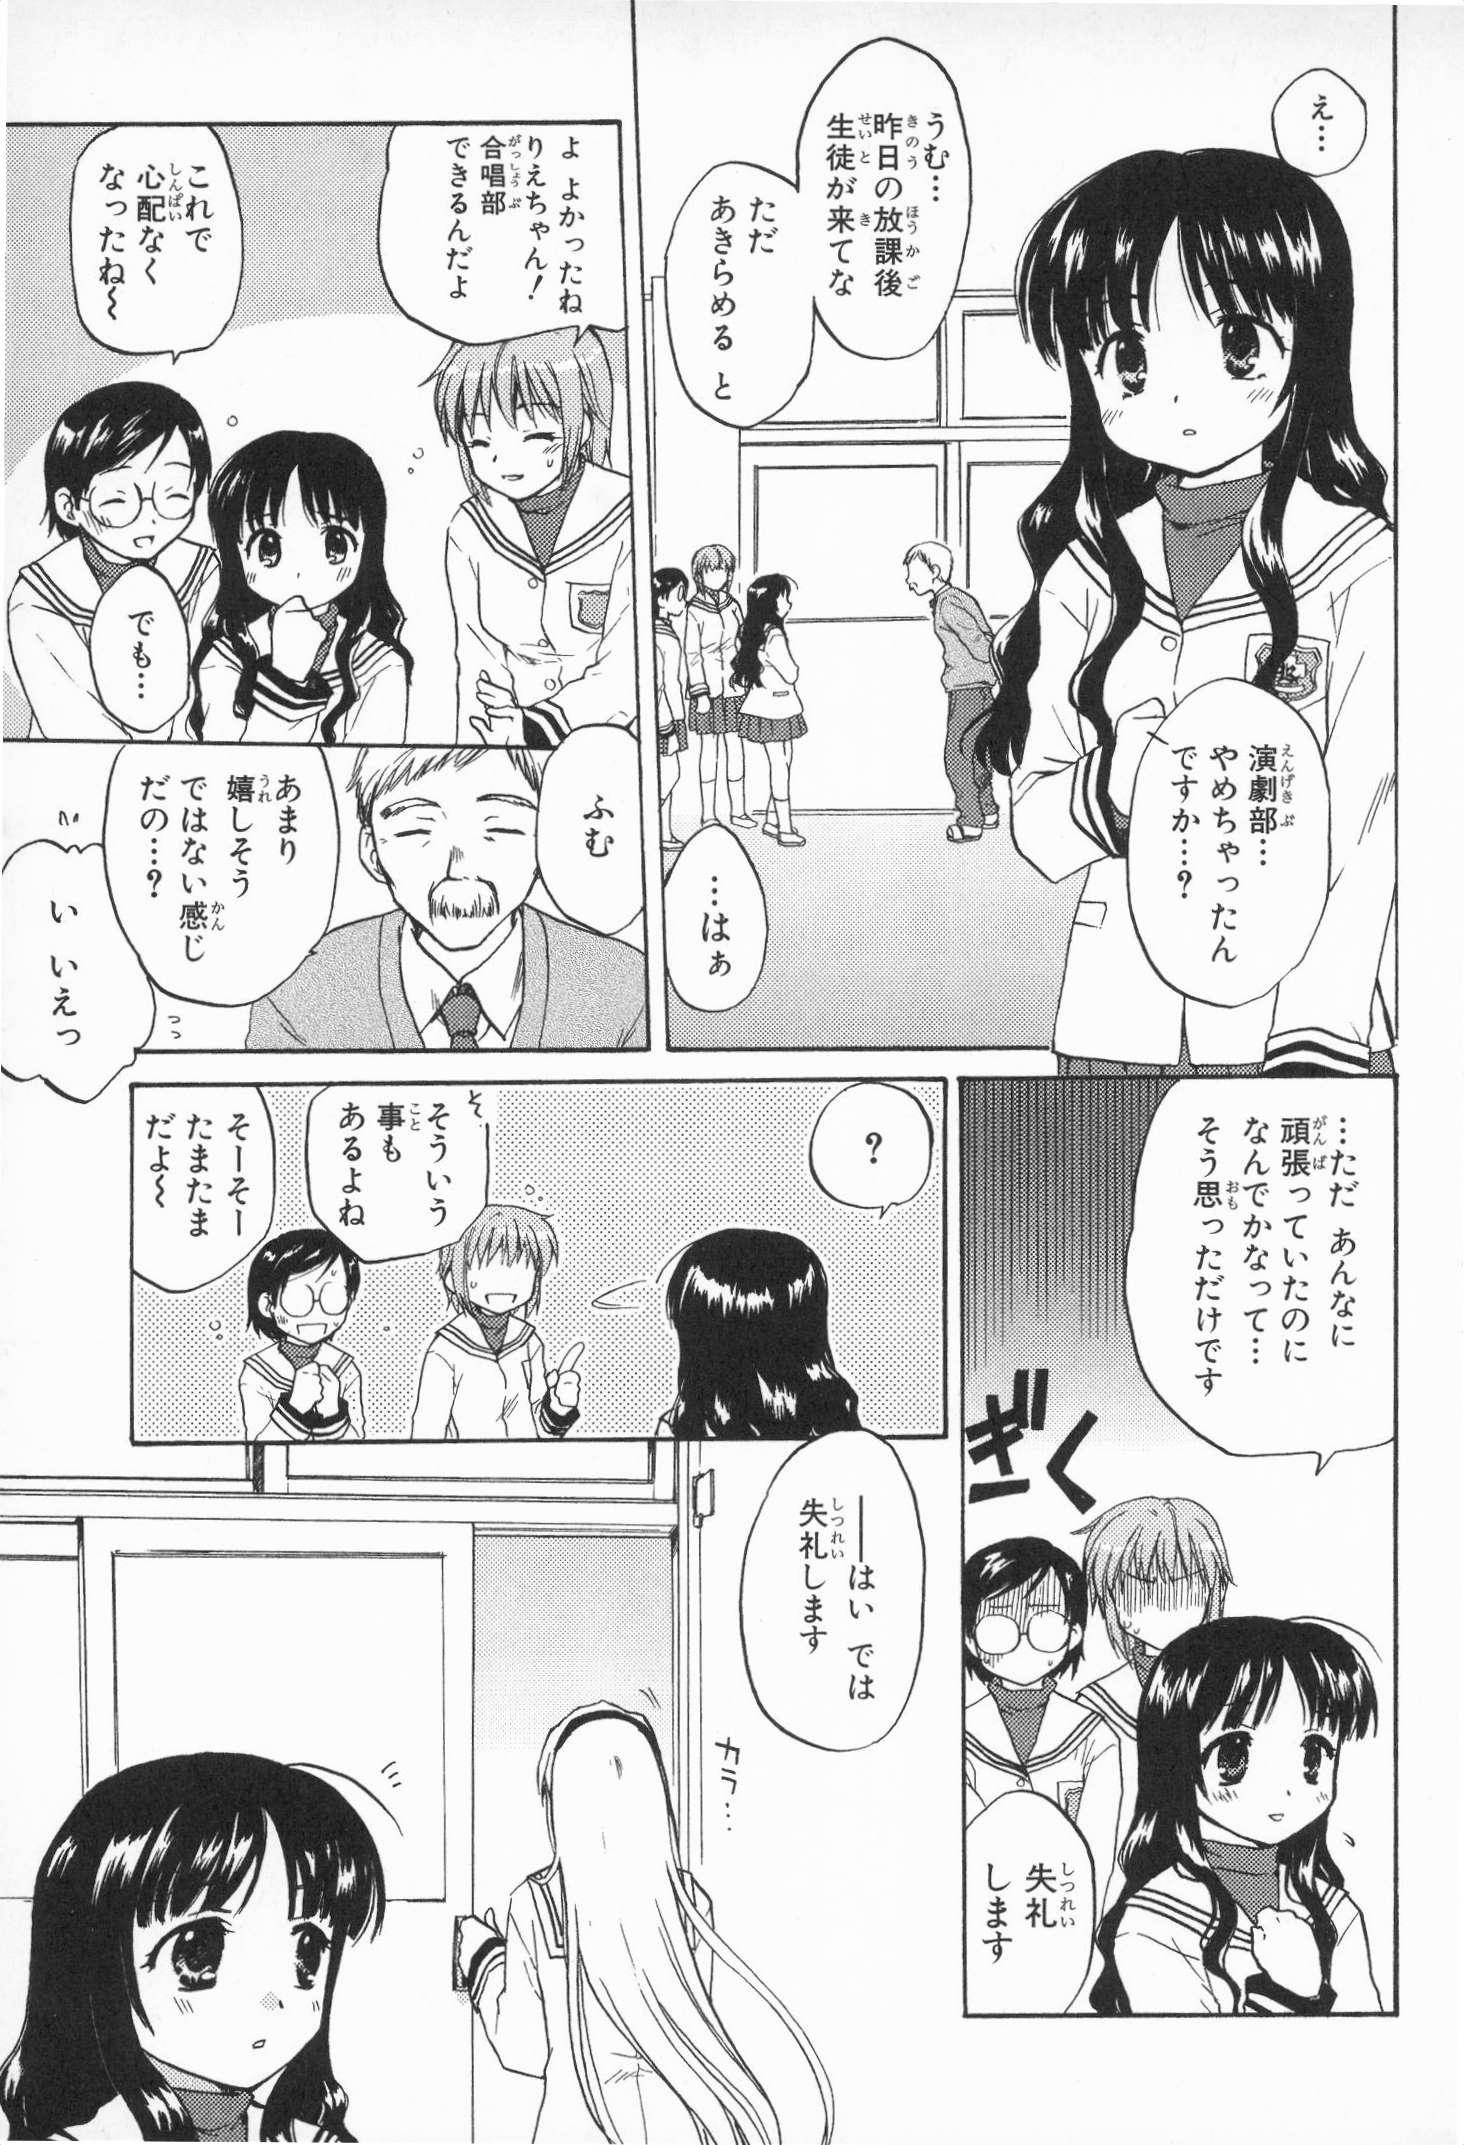 え…
演劇部…
やめちゃったん
ですか…?
うむ…
昨日の放課後
生徒が来てな
ただ
あきらめる と
…はぁ
よ よかったね
りえちゃん!
合唱部
できるんだよ
これで
心配なく
なったね〜
でも…
ふむ
あまり
嬉しそう
ではない感じ
だの…?
い いえっ
…ただ あんなに
頑張っていたのに
なんでかなって…
そう思っただけです
ぎく
失礼
します
?
そ、
そういう
事も
あるよね
そーそー
たまたま
だよ〜
──はい では
失礼します
カラ…